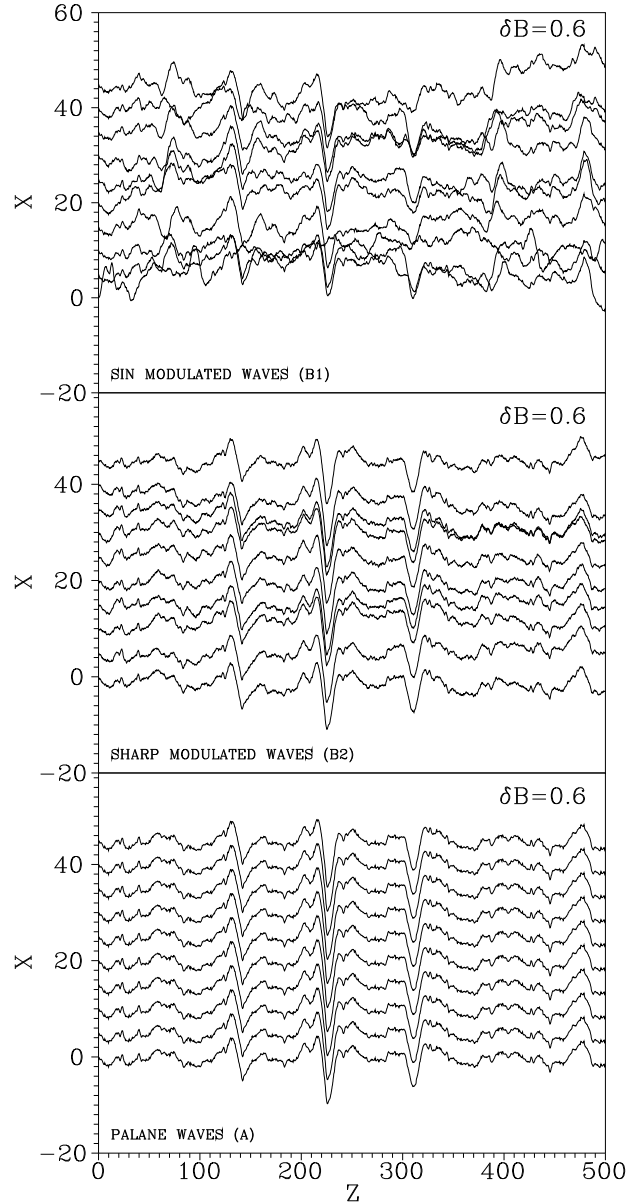 60
δB=0.6
40
X
20
0
SIN MODULATED WAVES (B1)
−20
δB=0.6
40
X
20
0
SHARP MODULATED WAVES (B2)
−20
δB=0.6
40
X
20
0
PALANE WAVES (A)
−20
0 100 200 300 400 500
Z